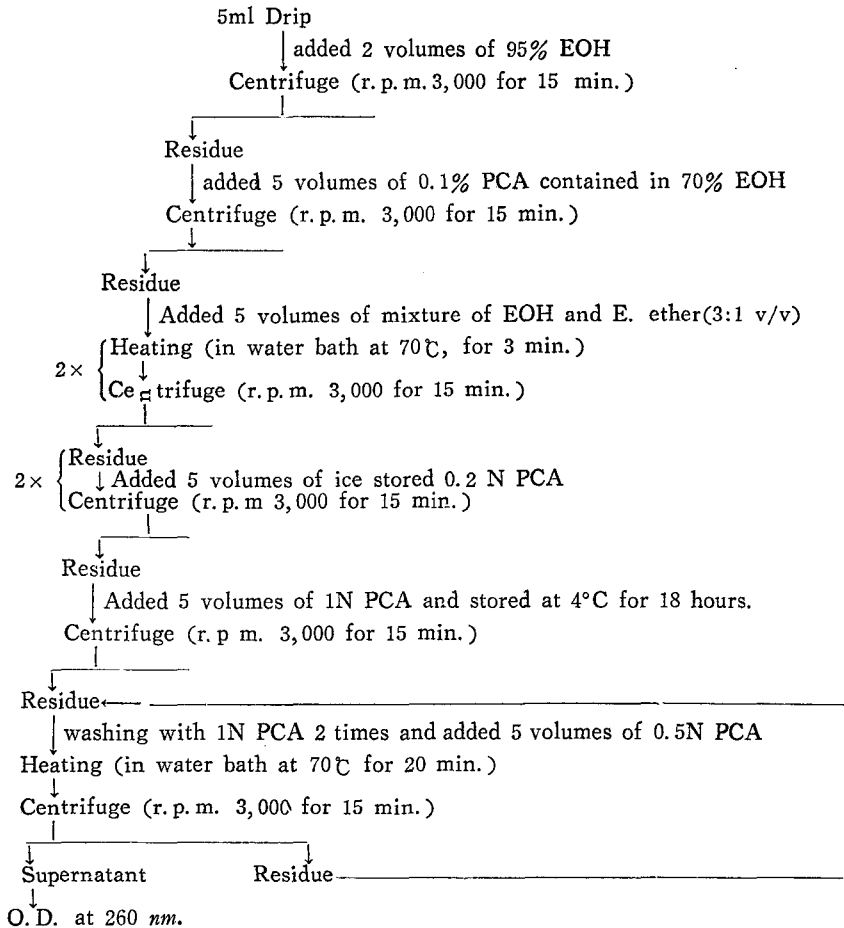 5ml Drip
added 2 volumes of 95% EOH
Centrifuge (r. p. m. 3,000 for 15 min.)
Residue
added 5 volumes of 0.1% PCA contained in 70% EOH
Centrifuge (r. p. m. 3,000 for 15 min.)
Residue
Added 5 volumes of mixture of EOH and E. ether(3:1 v/v)
Heating (in water bath at 70℃, for 3 min.)
2×
Centrifuge (r. p. m. 3,000 for 15 min.)
Residue
2×
Added 5 volumes of ice stored 0.2 N PCA
Centrifuge (r. p. m 3,000 for 15 min.)
Residue
Added 5 volumes of 1N PCA and stored at 4°C for 18 hours.
Centrifuge (r. p m. 3,000 for 15 min.)
Residue
washing with 1N PCA 2 times and added 5 volumes of 0.5N PCA
Heating (in water bath at 70℃ for 20 min.)
Centrifuge (r. p. m. 3,000 for 15 min.)
Supernatant Residue
O. D. at 260 nm.